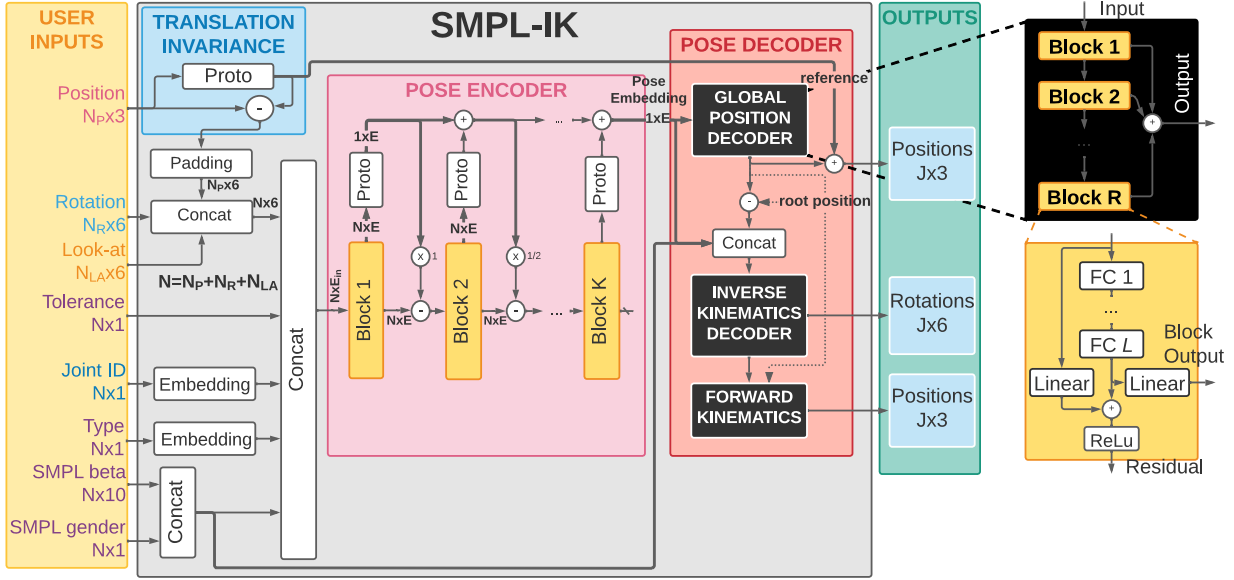 USER
INPUTS
Position
NPx3
Rotation
NRx6
Look-at
NLAx6
Tolerance
Nx1
Joint ID
Nx1
Type
Nx1
SMPL beta
Nx10
SMPL gender
Nx1
SMPL-IK
TRANSLATION
INVARIANCE
Proto
-
Padding
NPx6
Concat
Nx6
N=NP+NR+NLA
Embedding
Embedding
Concat
Concat
NxEin
POSE ENCODER
1xE
+
...
+
Proto
Proto
Proto
NxE
NxE
x
1
x
1/2
Block 1
NxE
-
Block 2
NxE
-
...
Block K
Pose
Embedding
1xE
POSE DECODER
reference
GLOBAL
POSITION
DECODER
+
-
root position
Concat
INVERSE
KINEMATICS
DECODER
FORWARD
KINEMATICS
OUTPUTS
Positions
Jx3
Rotations
Jx6
Positions
Jx3
Input
Block 1
Block 2
...
Block R
+
Output
FC 1
...
FC L
Block
Output
Linear
Linear
+
ReLu
Residual